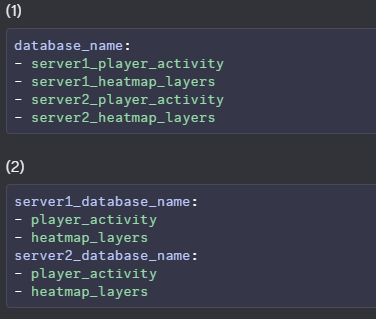 (1)
database_name:
- server1_player_activity
- server1_heatmap_layers
- server2_player_activity
- server2_heatmap_layers
(2)
server1_database_name:
- player_activity
- heatmap_layers
server2_database_name:
- player_activity
- heatmap_layers